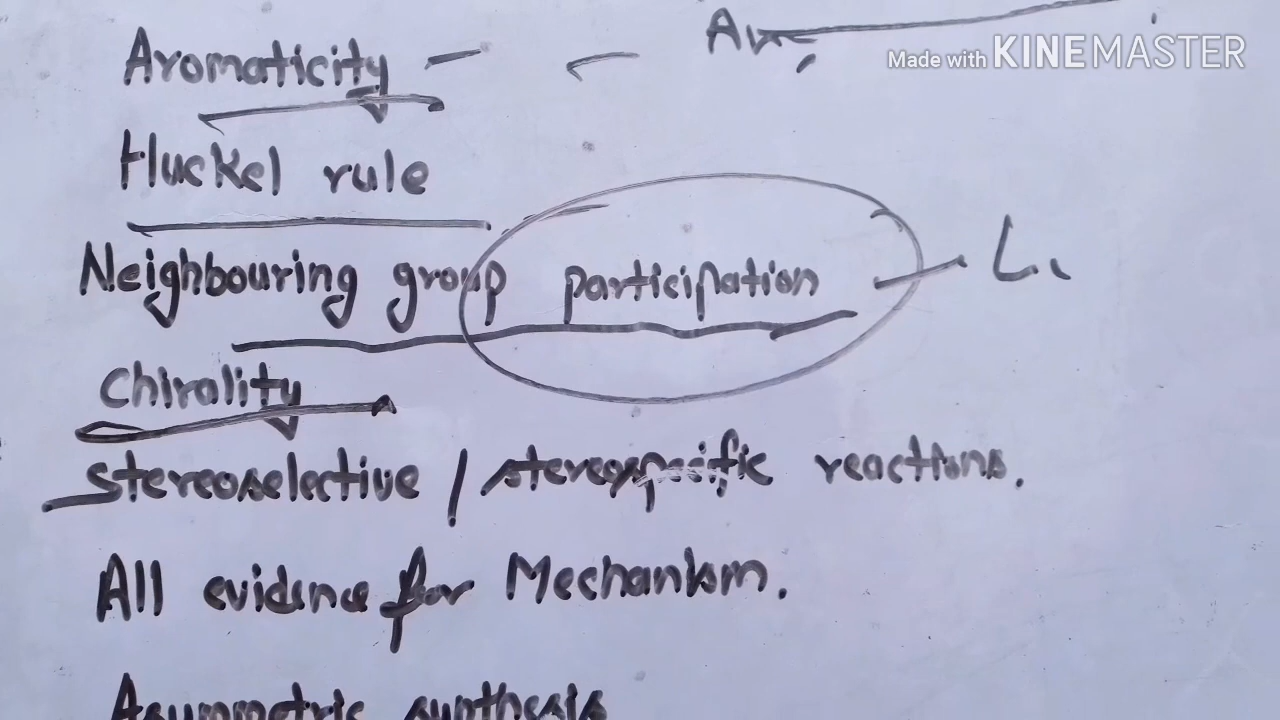 Made with KINEMASTER
Aromaticity -
Huckel rule
Neighbouring group participation -
Chirality
stereoselective / stereospecific reactions.
All evidence for Mechanism.
Asymmetric synthesis